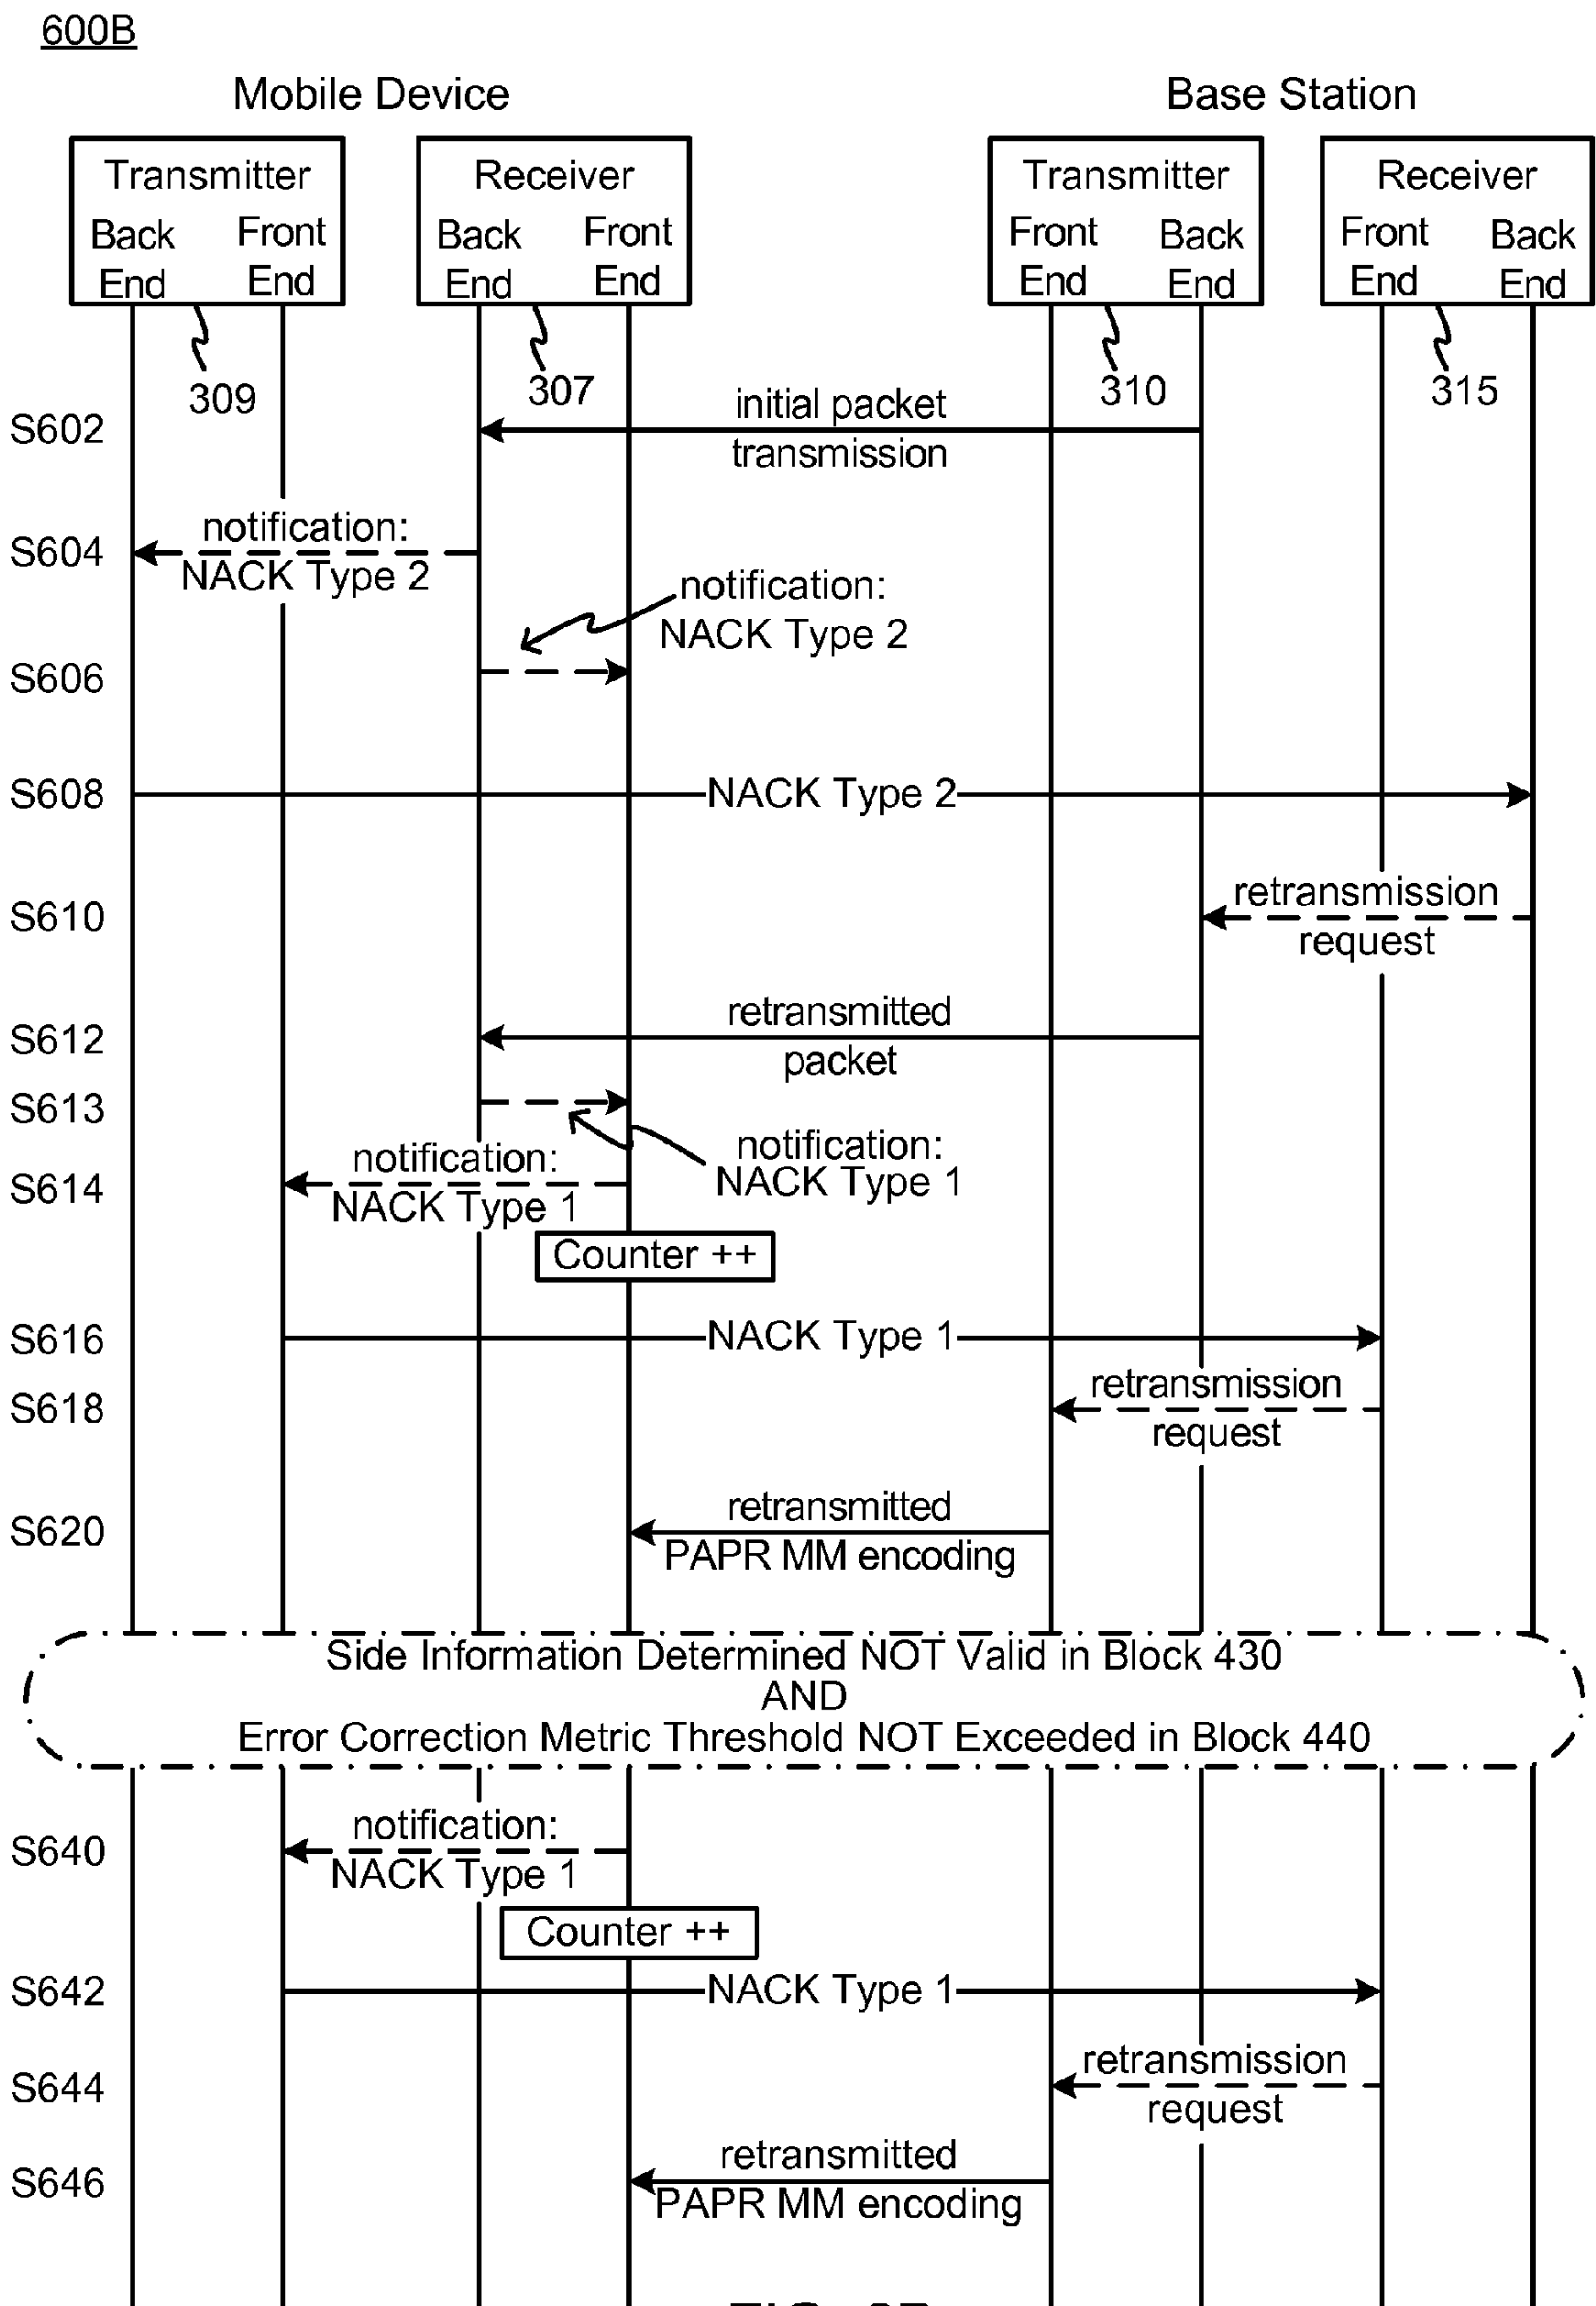 600B
Mobile Device
Base Station
Transmitter
Back Front
End End
Receiver
Back Front
End End
Transmitter
Front Back
End End
Receiver
Front Back
End End
309
307
310
315
S602
initial packet
transmission
S604
notification:
NACK Type 2
notification:
NACK Type 2
S606
S608
NACK Type 2
S610
retransmission
request
S612
retransmitted
packet
S613
notification:
NACK Type 1
S614
notification:
NACK Type 1
Counter ++
S616
NACK Type 1
S618
retransmission
request
S620
retransmitted
PAPR MM encoding
Side Information Determined NOT Valid in Block 430
AND
Error Correction Metric Threshold NOT Exceeded in Block 440
S640
notification:
NACK Type 1
Counter ++
S642
NACK Type 1
S644
retransmission
request
S646
retransmitted
PAPR MM encoding